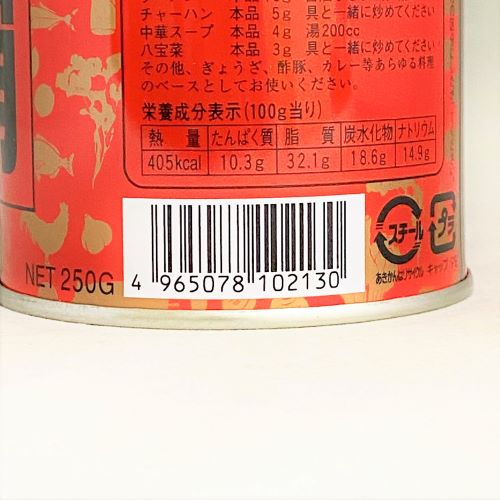 チャーハン 本品 5g 具と一緒に炒めてください
中華スープ 本品 4g 湯200cc
八宝菜 本品 3g 具と一緒に炒めてください
その他、ぎょうざ、酢豚、カレー等あらゆる料理
のベースとしてお使いください。
栄養成分表示(100g当り)
熱量 たんぱく質 脂質 炭水化物 ナトリウム
405kcal 10.3g 32.1g 18.6g 14.9g
スチール プラ
あきかんはリサイクル キャップ
NET 250G
4 965078 102130